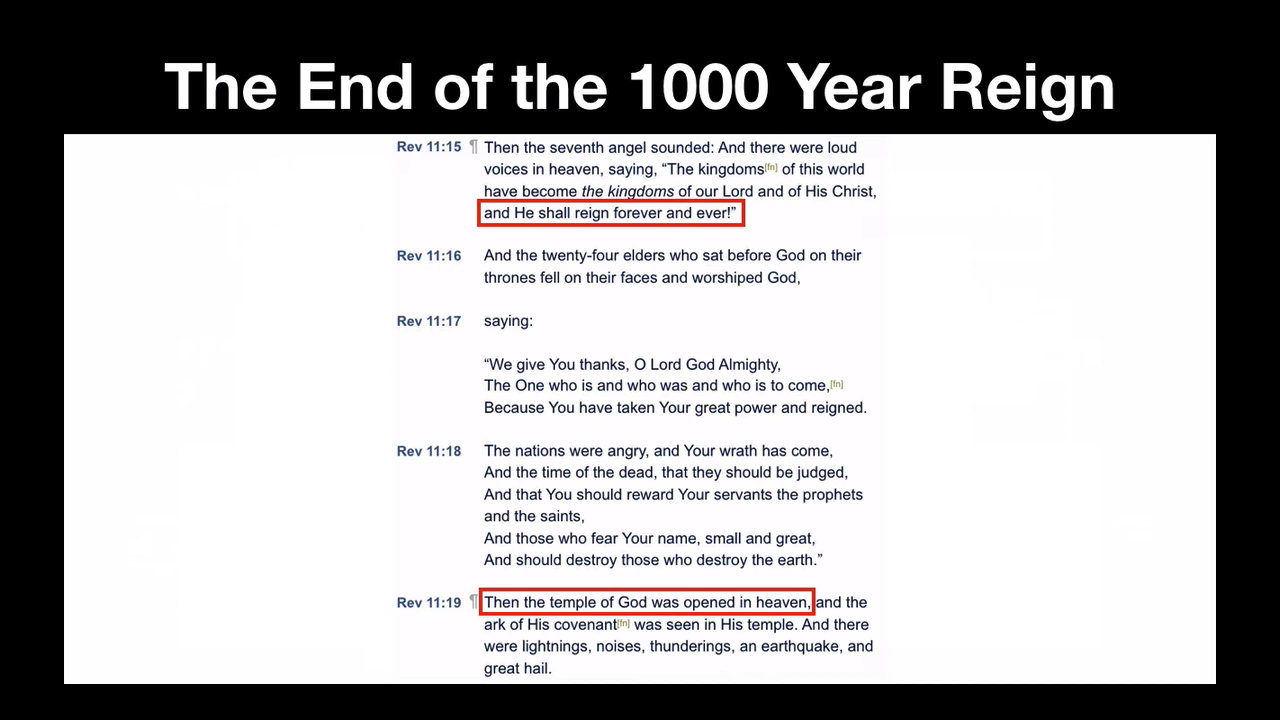 The End of the 1000 Year Reign
Rev 11:15 ¶ Then the seventh angel sounded: And there were loud
voices in heaven, saying, “The kingdoms[fn] of this world
have become the kingdoms of our Lord and of His Christ,
and He shall reign forever and ever!”
Rev 11:16 And the twenty-four elders who sat before God on their
thrones fell on their faces and worshiped God,
Rev 11:17 saying:
“We give You thanks, O Lord God Almighty,
The One who is and who was and who is to come,[fn]
Because You have taken Your great power and reigned.
Rev 11:18 The nations were angry, and Your wrath has come,
And the time of the dead, that they should be judged,
And that You should reward Your servants the prophets
and the saints,
And those who fear Your name, small and great,
And should destroy those who destroy the earth.”
Rev 11:19 ¶ Then the temple of God was opened in heaven, and the
ark of His covenant[fn] was seen in His temple. And there
were lightnings, noises, thunderings, an earthquake, and
great hail.